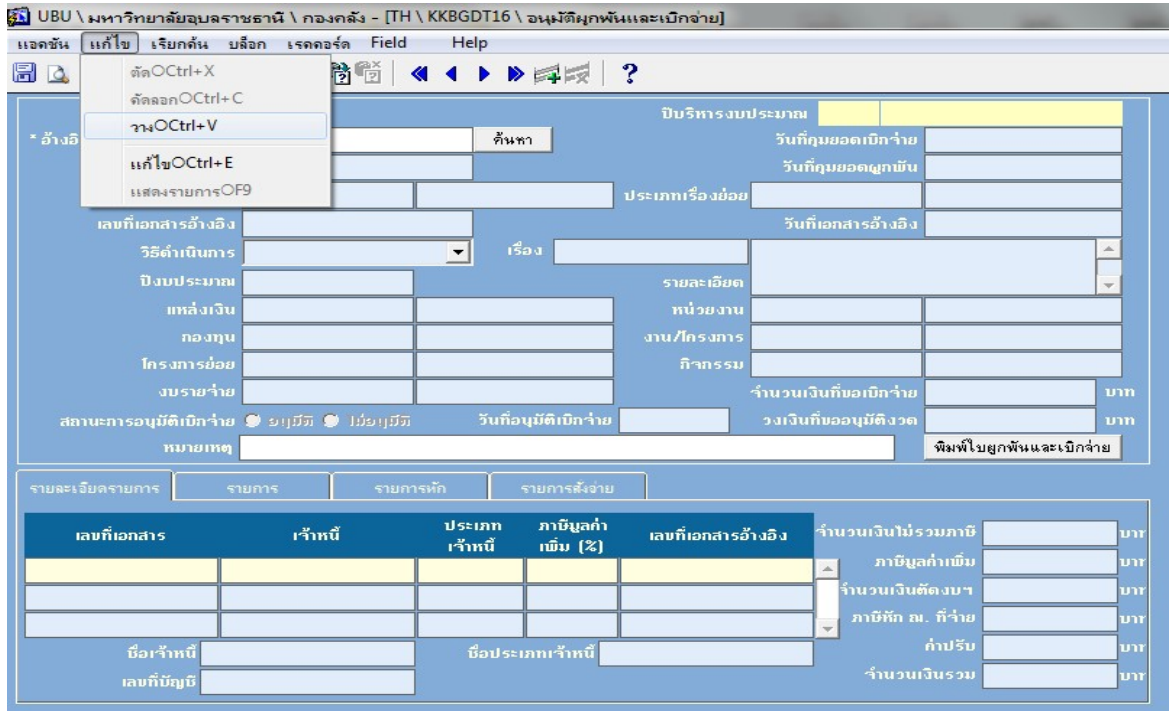 UBU \ มหาวิทยาลัยอุบลราชธานี \ กองคลัง - [TH \ KKBGDT16 \ อนุมัติผูกพันและเบิกจ่าย]
แอคชัน แก้ไข เรียกค้น บล็อก เรคคอร์ด Field Help
ตัดOCtrl+X
คัดลอกOCtrl+C
วางOCtrl+V
แก้ไขOCtrl+E
แสดงรายการOF9
ปีบริหารงบประมาณ
* อ้างอิ ค้นหา วันที่คุมยอดเบิกจ่าย
วันที่คุมยอดผูกพัน
ประเภทเรื่องย่อย
เลขที่เอกสารอ้างอิง วันที่เอกสารอ้างอิง
วิธีดำเนินการ เรื่อง
ปีงบประมาณ รายละเอียด
แหล่งเงิน หน่วยงาน
กองทุน งาน/โครงการ
โครงการย่อย กิจกรรม
งบรายจ่าย จำนวนเงินที่ขอเบิกจ่าย บาท
สถานะการอนุมัติเบิกจ่าย อนุมัติ ไม่อนุมัติ วันที่อนุมัติเบิกจ่าย วงเงินที่ขออนุมัติงวด บาท
หมายเหตุ พิมพ์ใบผูกพันและเบิกจ่าย
รายละเอียดรายการ รายการ รายการหัก รายการสั่งจ่าย
เลขที่เอกสาร เจ้าหนี้ ประเภทเจ้าหนี้ ภาษีมูลค่าเพิ่ม (%) เลขที่เอกสารอ้างอิง
จำนวนเงินไม่รวมภาษี บาท
ภาษีมูลค่าเพิ่ม บาท
จำนวนเงินตัดงบฯ บาท
ภาษีหัก ณ. ที่จ่าย บาท
ชื่อเจ้าหนี้ ชื่อประเภทเจ้าหนี้ ค่าปรับ บาท
เลขที่บัญชี จำนวนเงินรวม บาท